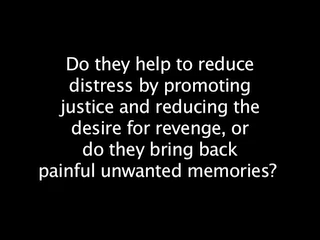 Do they help to reduce
distress by promoting
justice and reducing the
desire for revenge, or
do they bring back
painful unwanted memories?